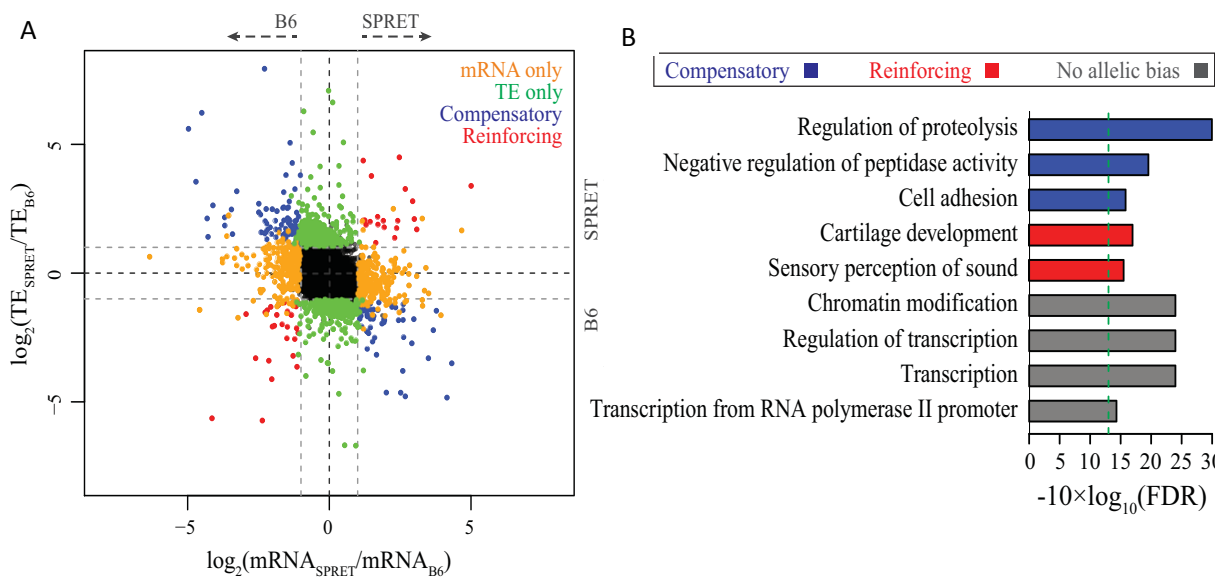 A
B6
SPRET
mRNA only
TE only
Compensatory
Reinforcing
log2(TESPRET/TEB6)
5
0
−5
SPRET
B6
−5
0
5
log2(mRNASPRET/mRNAB6)
B
Compensatory
Reinforcing
No allelic bias
Regulation of proteolysis
Negative regulation of peptidase activity
Cell adhesion
Cartilage development
Sensory perception of sound
Chromatin modification
Regulation of transcription
Transcription
Transcription from RNA polymerase II promoter
0 5 10 15 20 25 30
-10×log10(FDR)